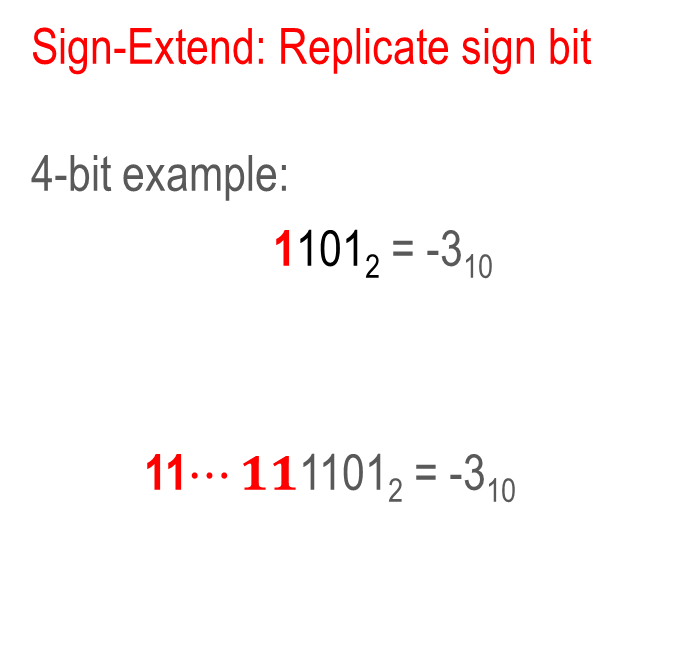 Sign-Extend: Replicate sign bit
4-bit example:
1101₂ = -3₁₀
11⋯ 111101₂ = -3₁₀